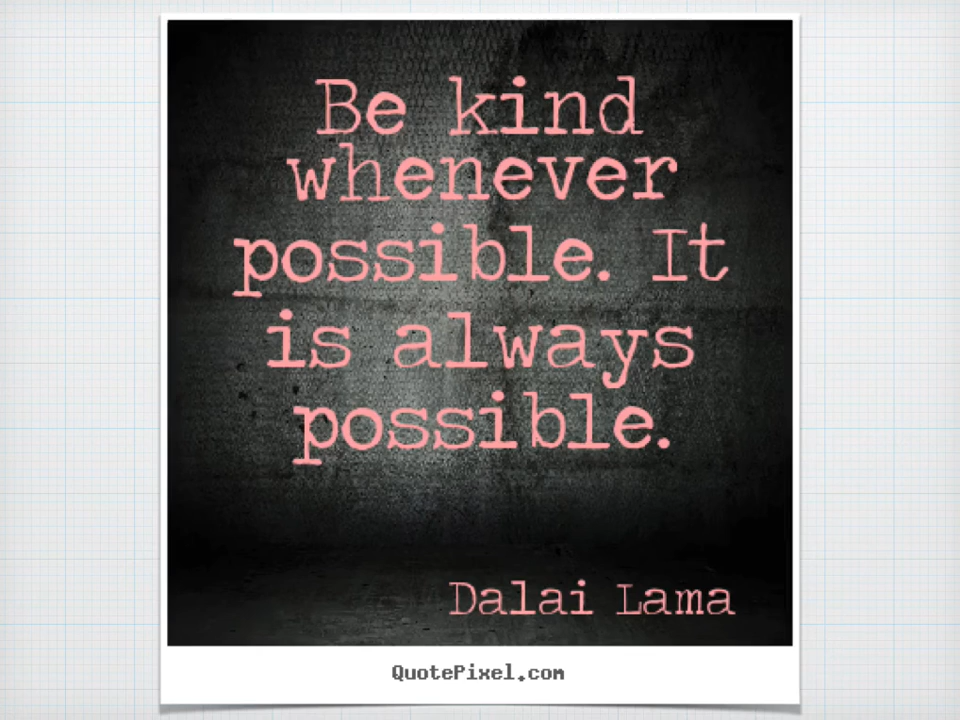 Be kind
whenever
possible. It
is always
possible.
Dalai Lama
QuotePixel.com